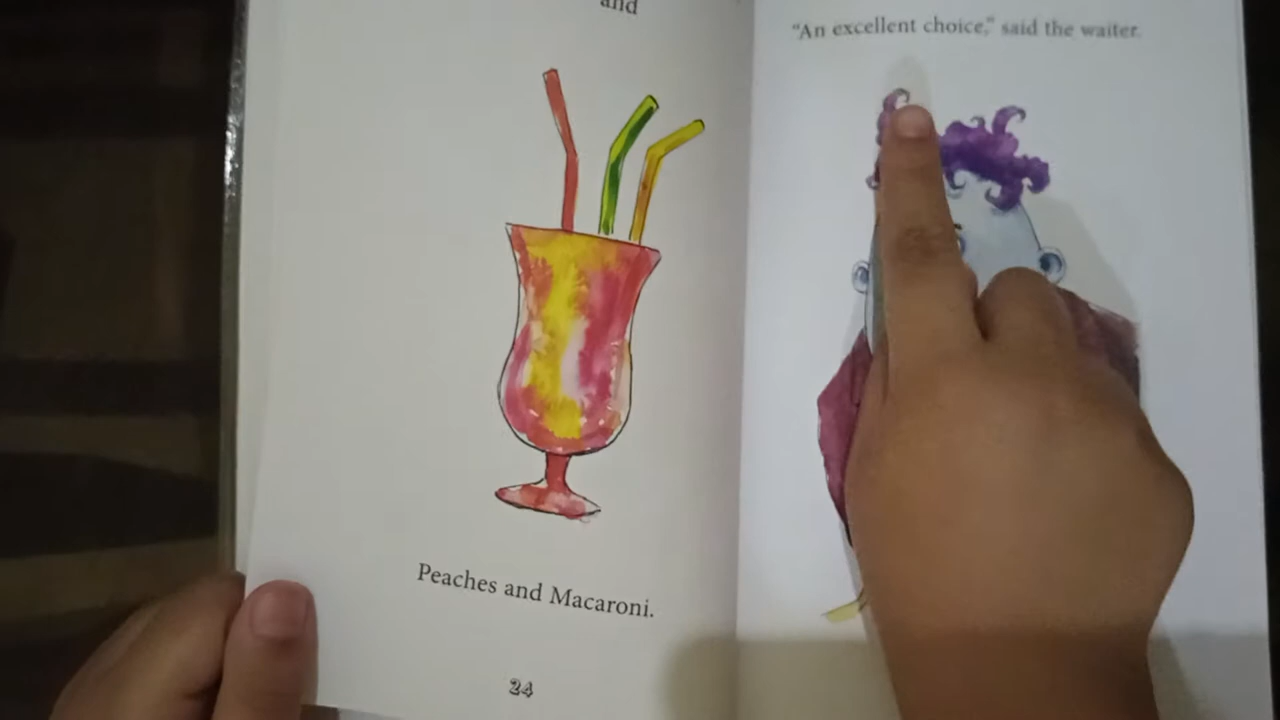 and
Peaches and Macaroni.
24
“An excellent choice,” said the waiter.